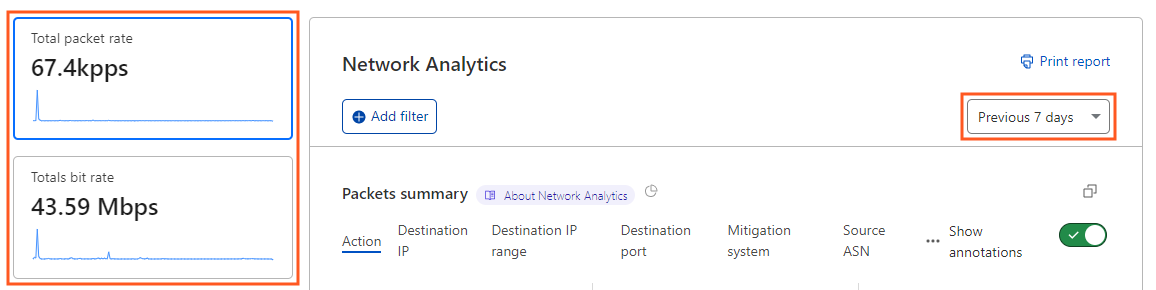 Total packet rate
67.4kpps
Totals bit rate
43.59 Mbps
Network Analytics
Print report
Add filter
Previous 7 days
Packets summary
About Network Analytics
Action
Destination
IP
Destination IP
range
Destination
port
Mitigation
system
Source
ASN
Show
annotations